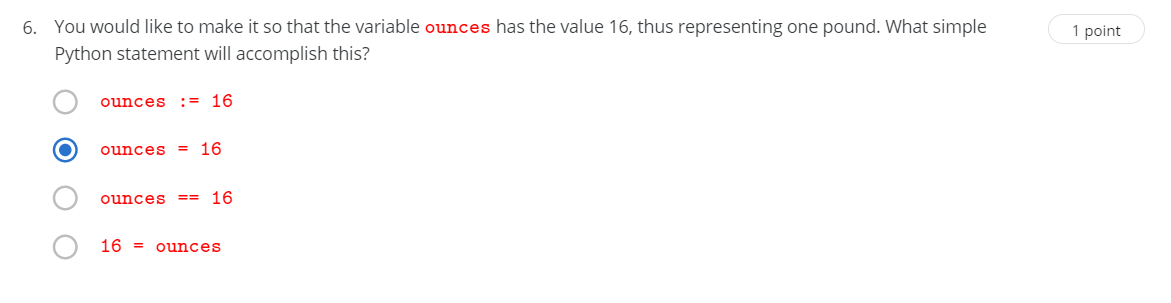 6. You would like to make it so that the variable ounces has the value 16, thus representing one pound. What simple
1 point
Python statement will accomplish this?
ounces := 16
ounces = 16
ounces == 16
16 = ounces